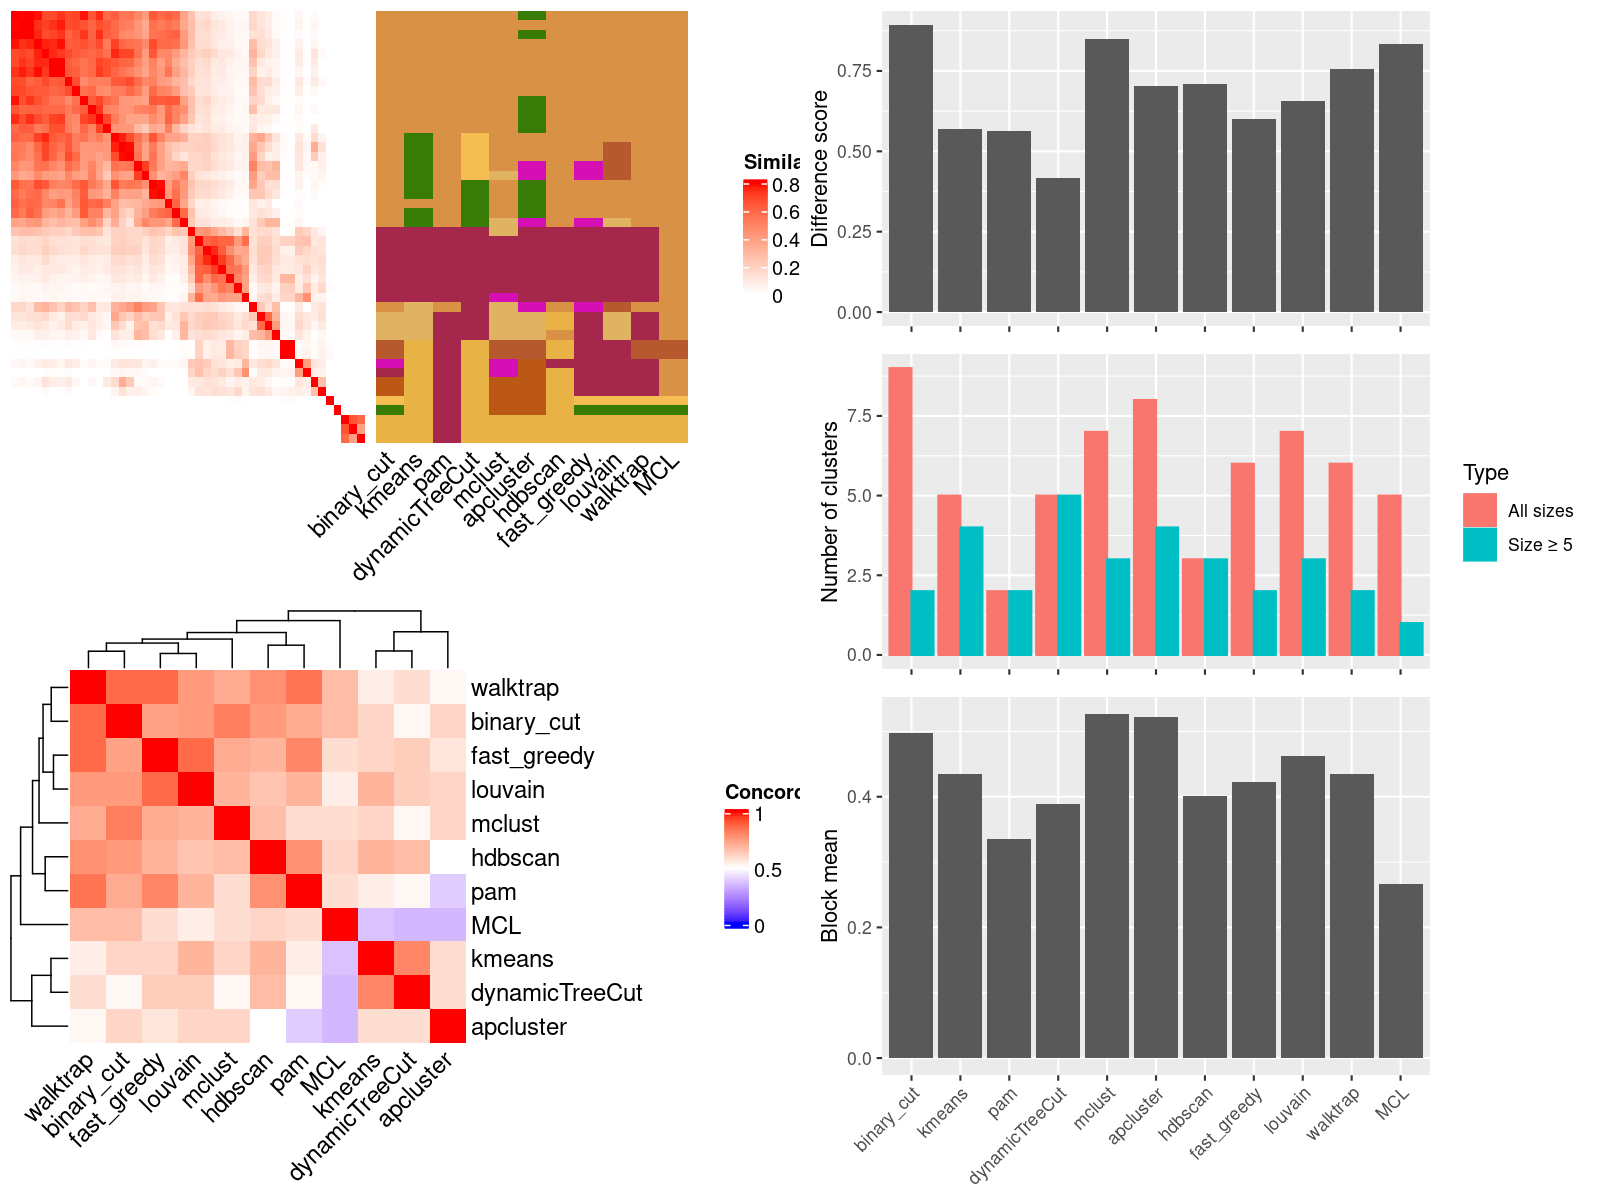 Simila
0.8
0.6
0.4
0.2
0
binary_cut
kmeans
pam
dynamicTreeCut
mclust
apcluster
hdbscan
fast_greedy
louvain
walktrap
MCL
walktrap
binary_cut
fast_greedy
louvain
mclust
hdbscan
pam
MCL
kmeans
dynamicTreeCut
apcluster
walktrap
binary_cut
fast_greedy
louvain
mclust
hdbscan
pam
MCL
kmeans
dynamicTreeCut
apcluster
Concord
1
0.5
0
Difference score
0.75
0.50
0.25
0.00
Number of clusters
7.5
5.0
2.5
0.0
Type
All sizes
Size ≥ 5
Block mean
0.4
0.2
0.0
binary_cut
kmeans
pam
dynamicTreeCut
mclust
apcluster
hdbscan
fast_greedy
louvain
walktrap
MCL